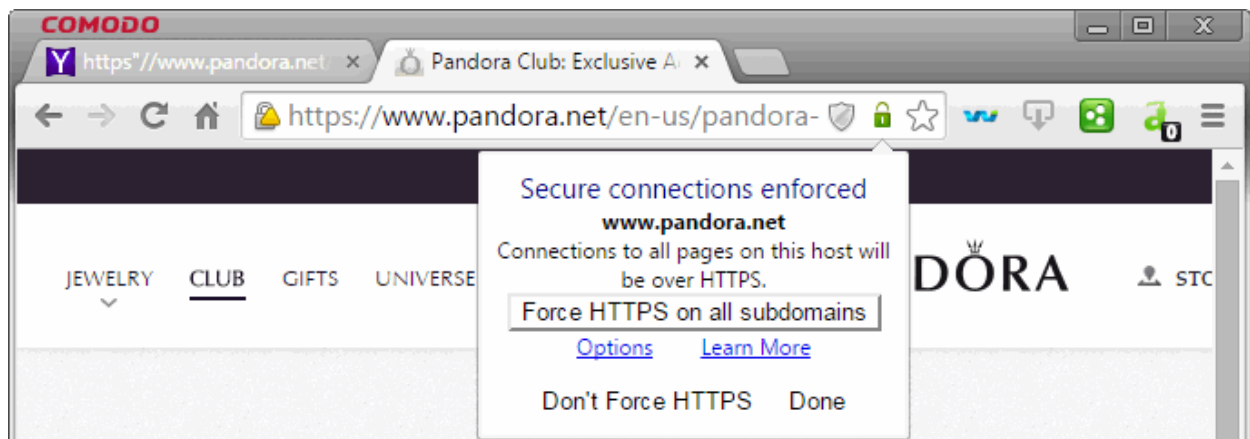 COMODO
https"//www.pandora.net/
Pandora Club: Exclusive A
https://www.pandora.net/en-us/pandora-
0
Secure connections enforced
www.pandora.net
Connections to all pages on this host will
be over HTTPS.
Force HTTPS on all subdomains
Options Learn More
Don't Force HTTPS Done
JEWELRY CLUB GIFTS UNIVERSE DORA STO